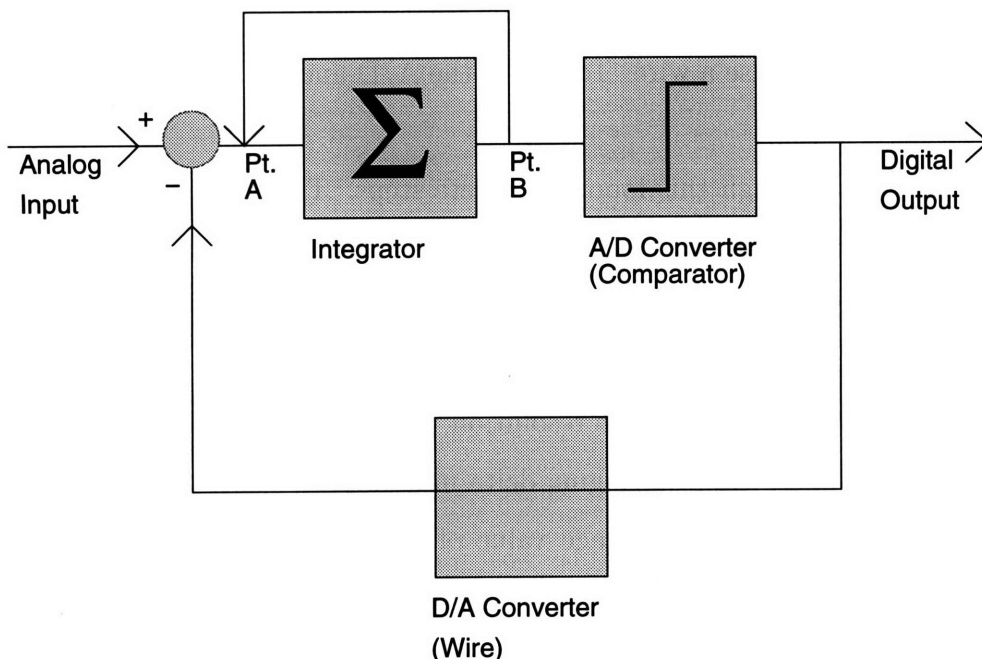 +
Analog
Input
−
Pt.
A
Σ
Integrator
Pt.
B
A/D Converter
(Comparator)
Digital
Output
D/A Converter
(Wire)